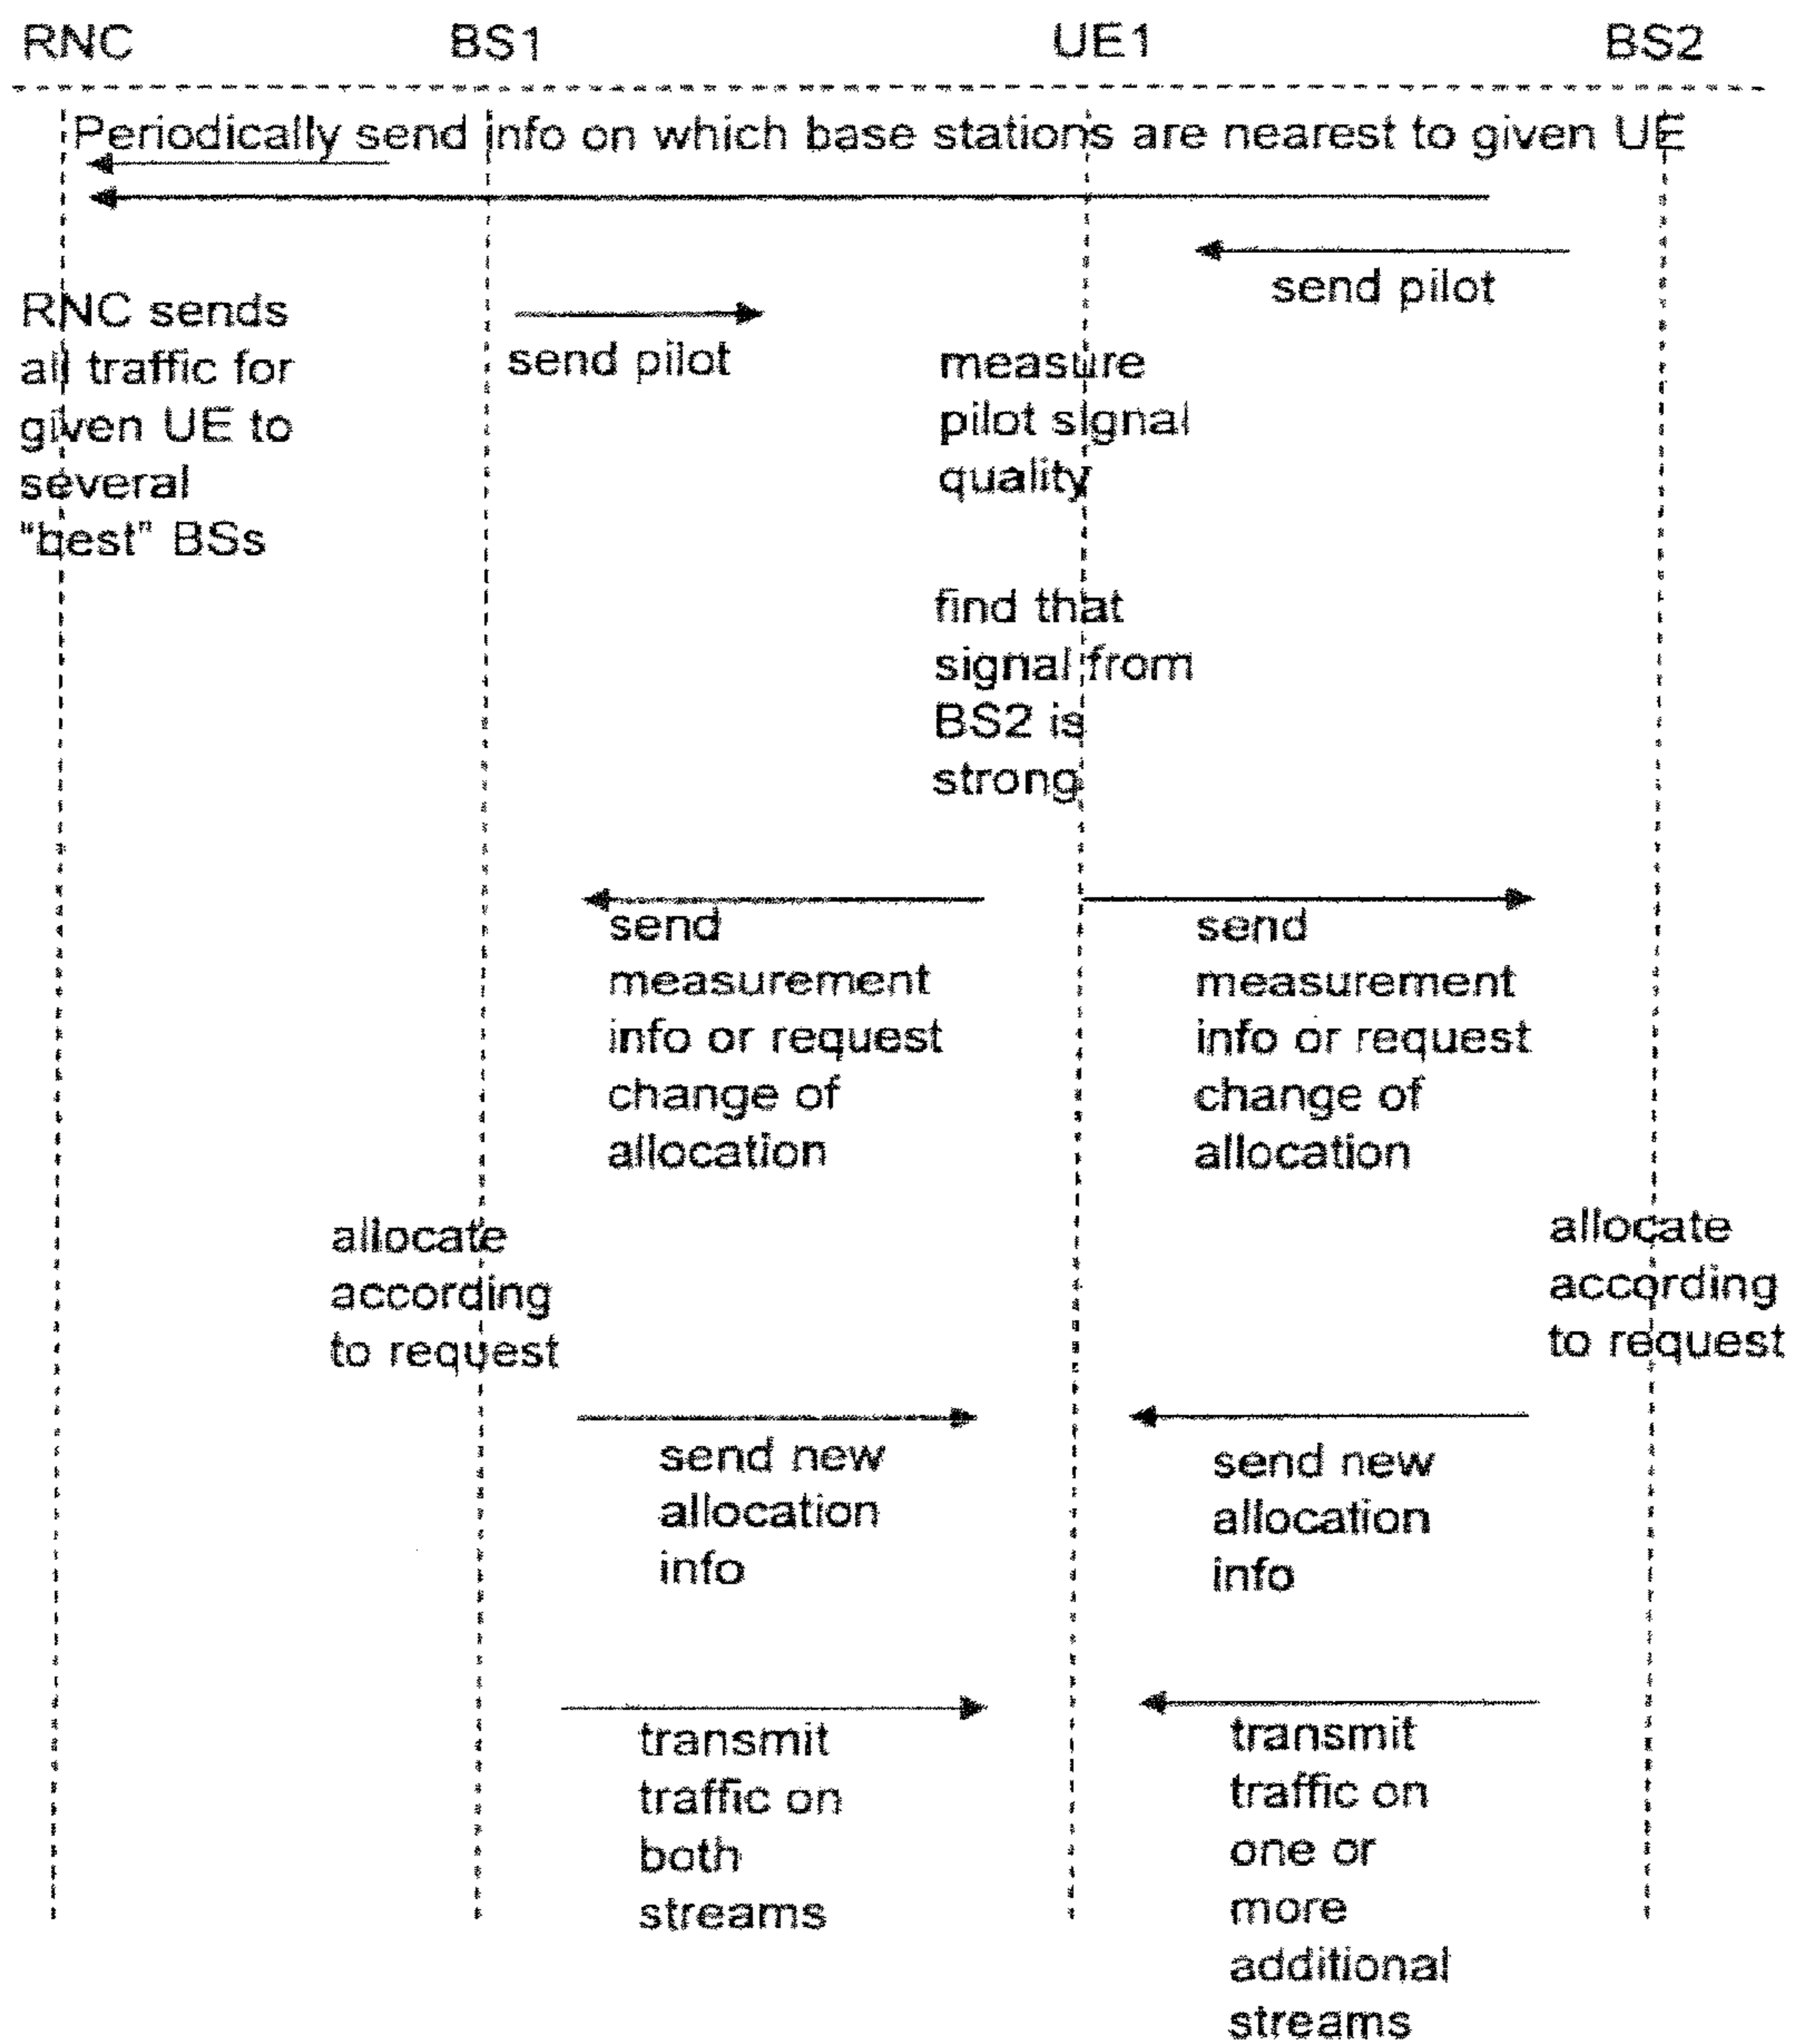 RNC BS1 UE1 BS2
Periodically send info on which base stations are nearest to given UE
send pilot
RNC sends
all traffic for
given UE to
several
"best" BSs
send pilot
measure
pilot signal
quality
find that
signal from
BS2 is
strong
send
measurement
info or request
change of
allocation
send
measurement
info or request
change of
allocation
allocate
according
to request
allocate
according
to request
send new
allocation
info
send new
allocation
info
transmit
traffic on
both
streams
transmit
traffic on
one or
more
additional
streams